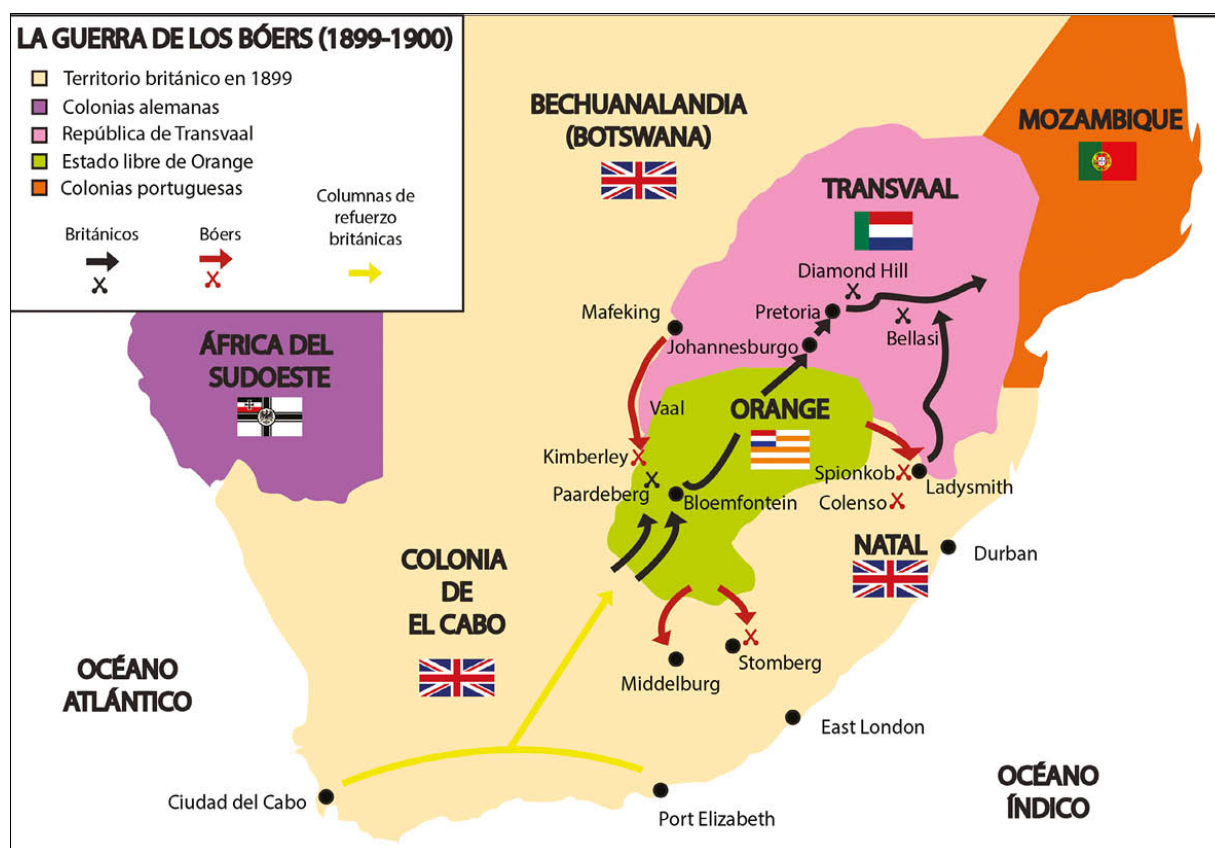 LA GUERRA DE LOS BÓERS (1899-1900)
Territorio británico en 1899
Colonias alemanas
República de Transvaal
Estado libre de Orange
Colonias portuguesas
Británicos
Bóers
Columnas de
refuerzo
británicas
BECHUANALANDIA
(BOTSWANA)
MOZAMBIQUE
TRANSVAAL
Diamond Hill
Mafeking
Pretoria
Johannesburgo
Bellasi
ÁFRICA DEL
SUDOESTE
Vaal
ORANGE
Kimberley
Paardeberg
Bloemfontein
Spionkob
Ladysmith
Colenso
NATAL
Durban
COLONIA
DE
EL CABO
Stomberg
Middelburg
OCÉANO
ATLÁNTICO
East London
OCÉANO
ÍNDICO
Ciudad del Cabo
Port Elizabeth